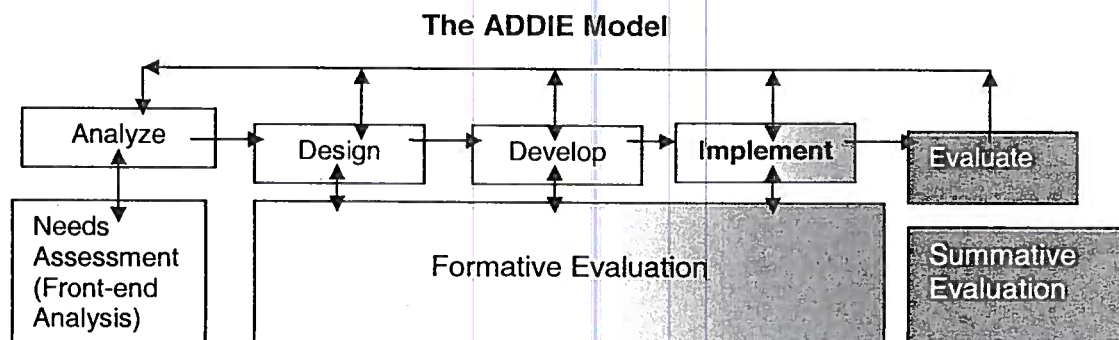 The ADDIE Model
Analyze
Design
Develop
Implement
Evaluate
Needs
Assessment
(Front-end
Analysis)
Formative Evaluation
Summative
Evaluation